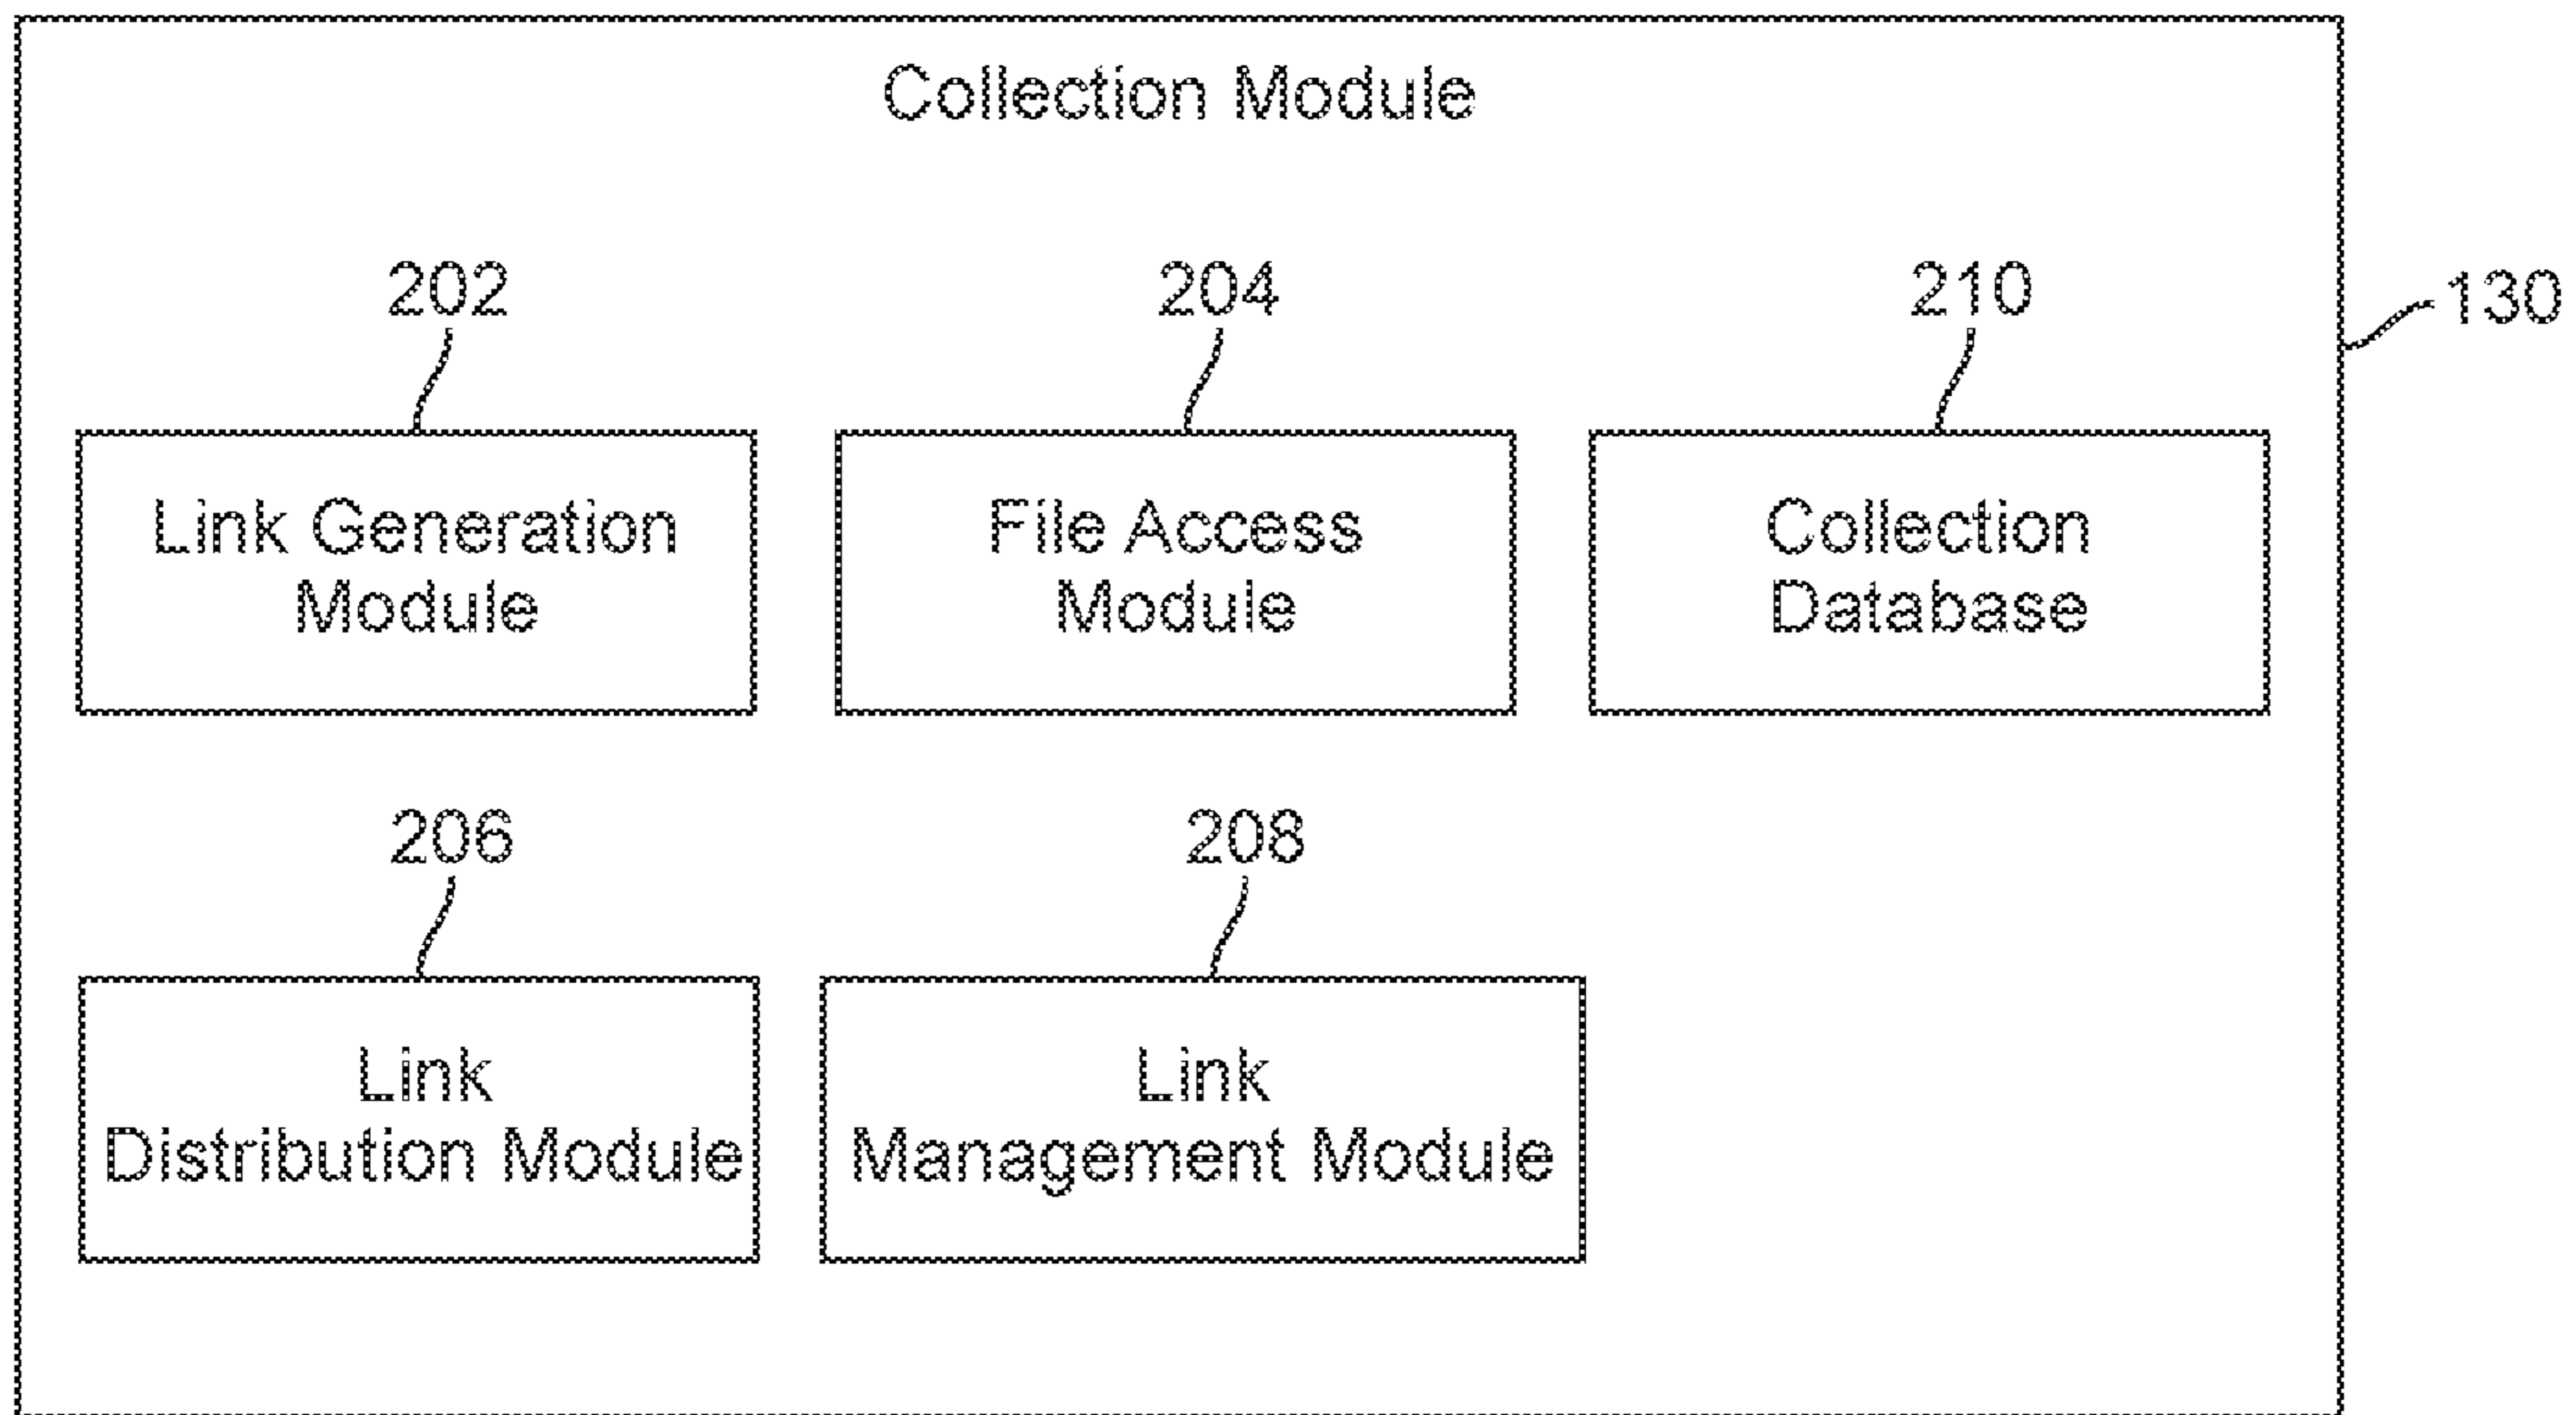 Collection Module
202
204
210
130
Link Generation
Module
File Access
Module
Collection
Database
206
208
Link
Distribution Module
Link
Management Module